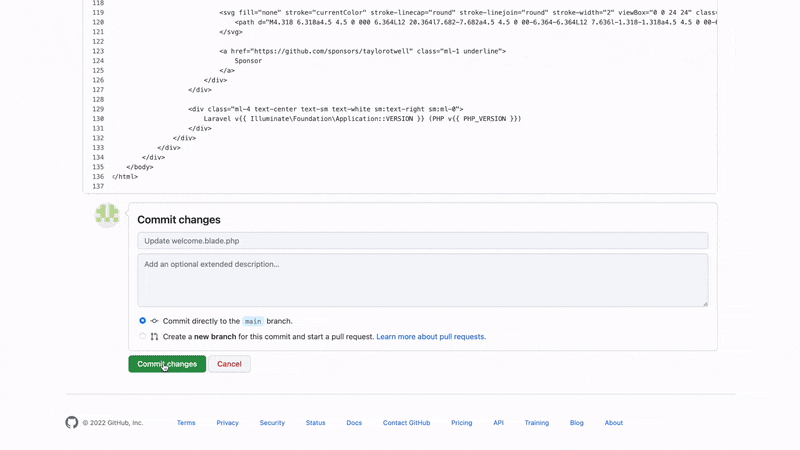 118
119 <svg fill="none" stroke="currentColor" stroke-linecap="round" stroke-linejoin="round" stroke-width="2" viewBox="0 0 24 24" clas
120 <path d="M4.318 6.318a4.5 4.5 0 000 6.364L12 20.364l7.682-7.682a4.5 4.5 0 00-6.364-6.364L12 7.636l-1.318-1.318a4.5 4.5 0 00-6
121 </svg>
122
123 <a href="https://github.com/sponsors/taylorotwell" class="ml-1 underline">
124 Sponsor
125 </a>
126 </div>
127 </div>
128
129 <div class="ml-4 text-center text-sm text-white sm:text-right sm:ml-0">
130 Laravel v{{ Illuminate\Foundation\Application::VERSION }} (PHP v{{ PHP_VERSION }})
131 </div>
132 </div>
133 </div>
134 </div>
135 </body>
136 </html>
137
Commit changes
Update welcome.blade.php
Add an optional extended description...
Commit directly to the main branch.
Create a new branch for this commit and start a pull request. Learn more about pull requests.
Commit changes Cancel
© 2022 GitHub, Inc. Terms Privacy Security Status Docs Contact GitHub Pricing API Training Blog About